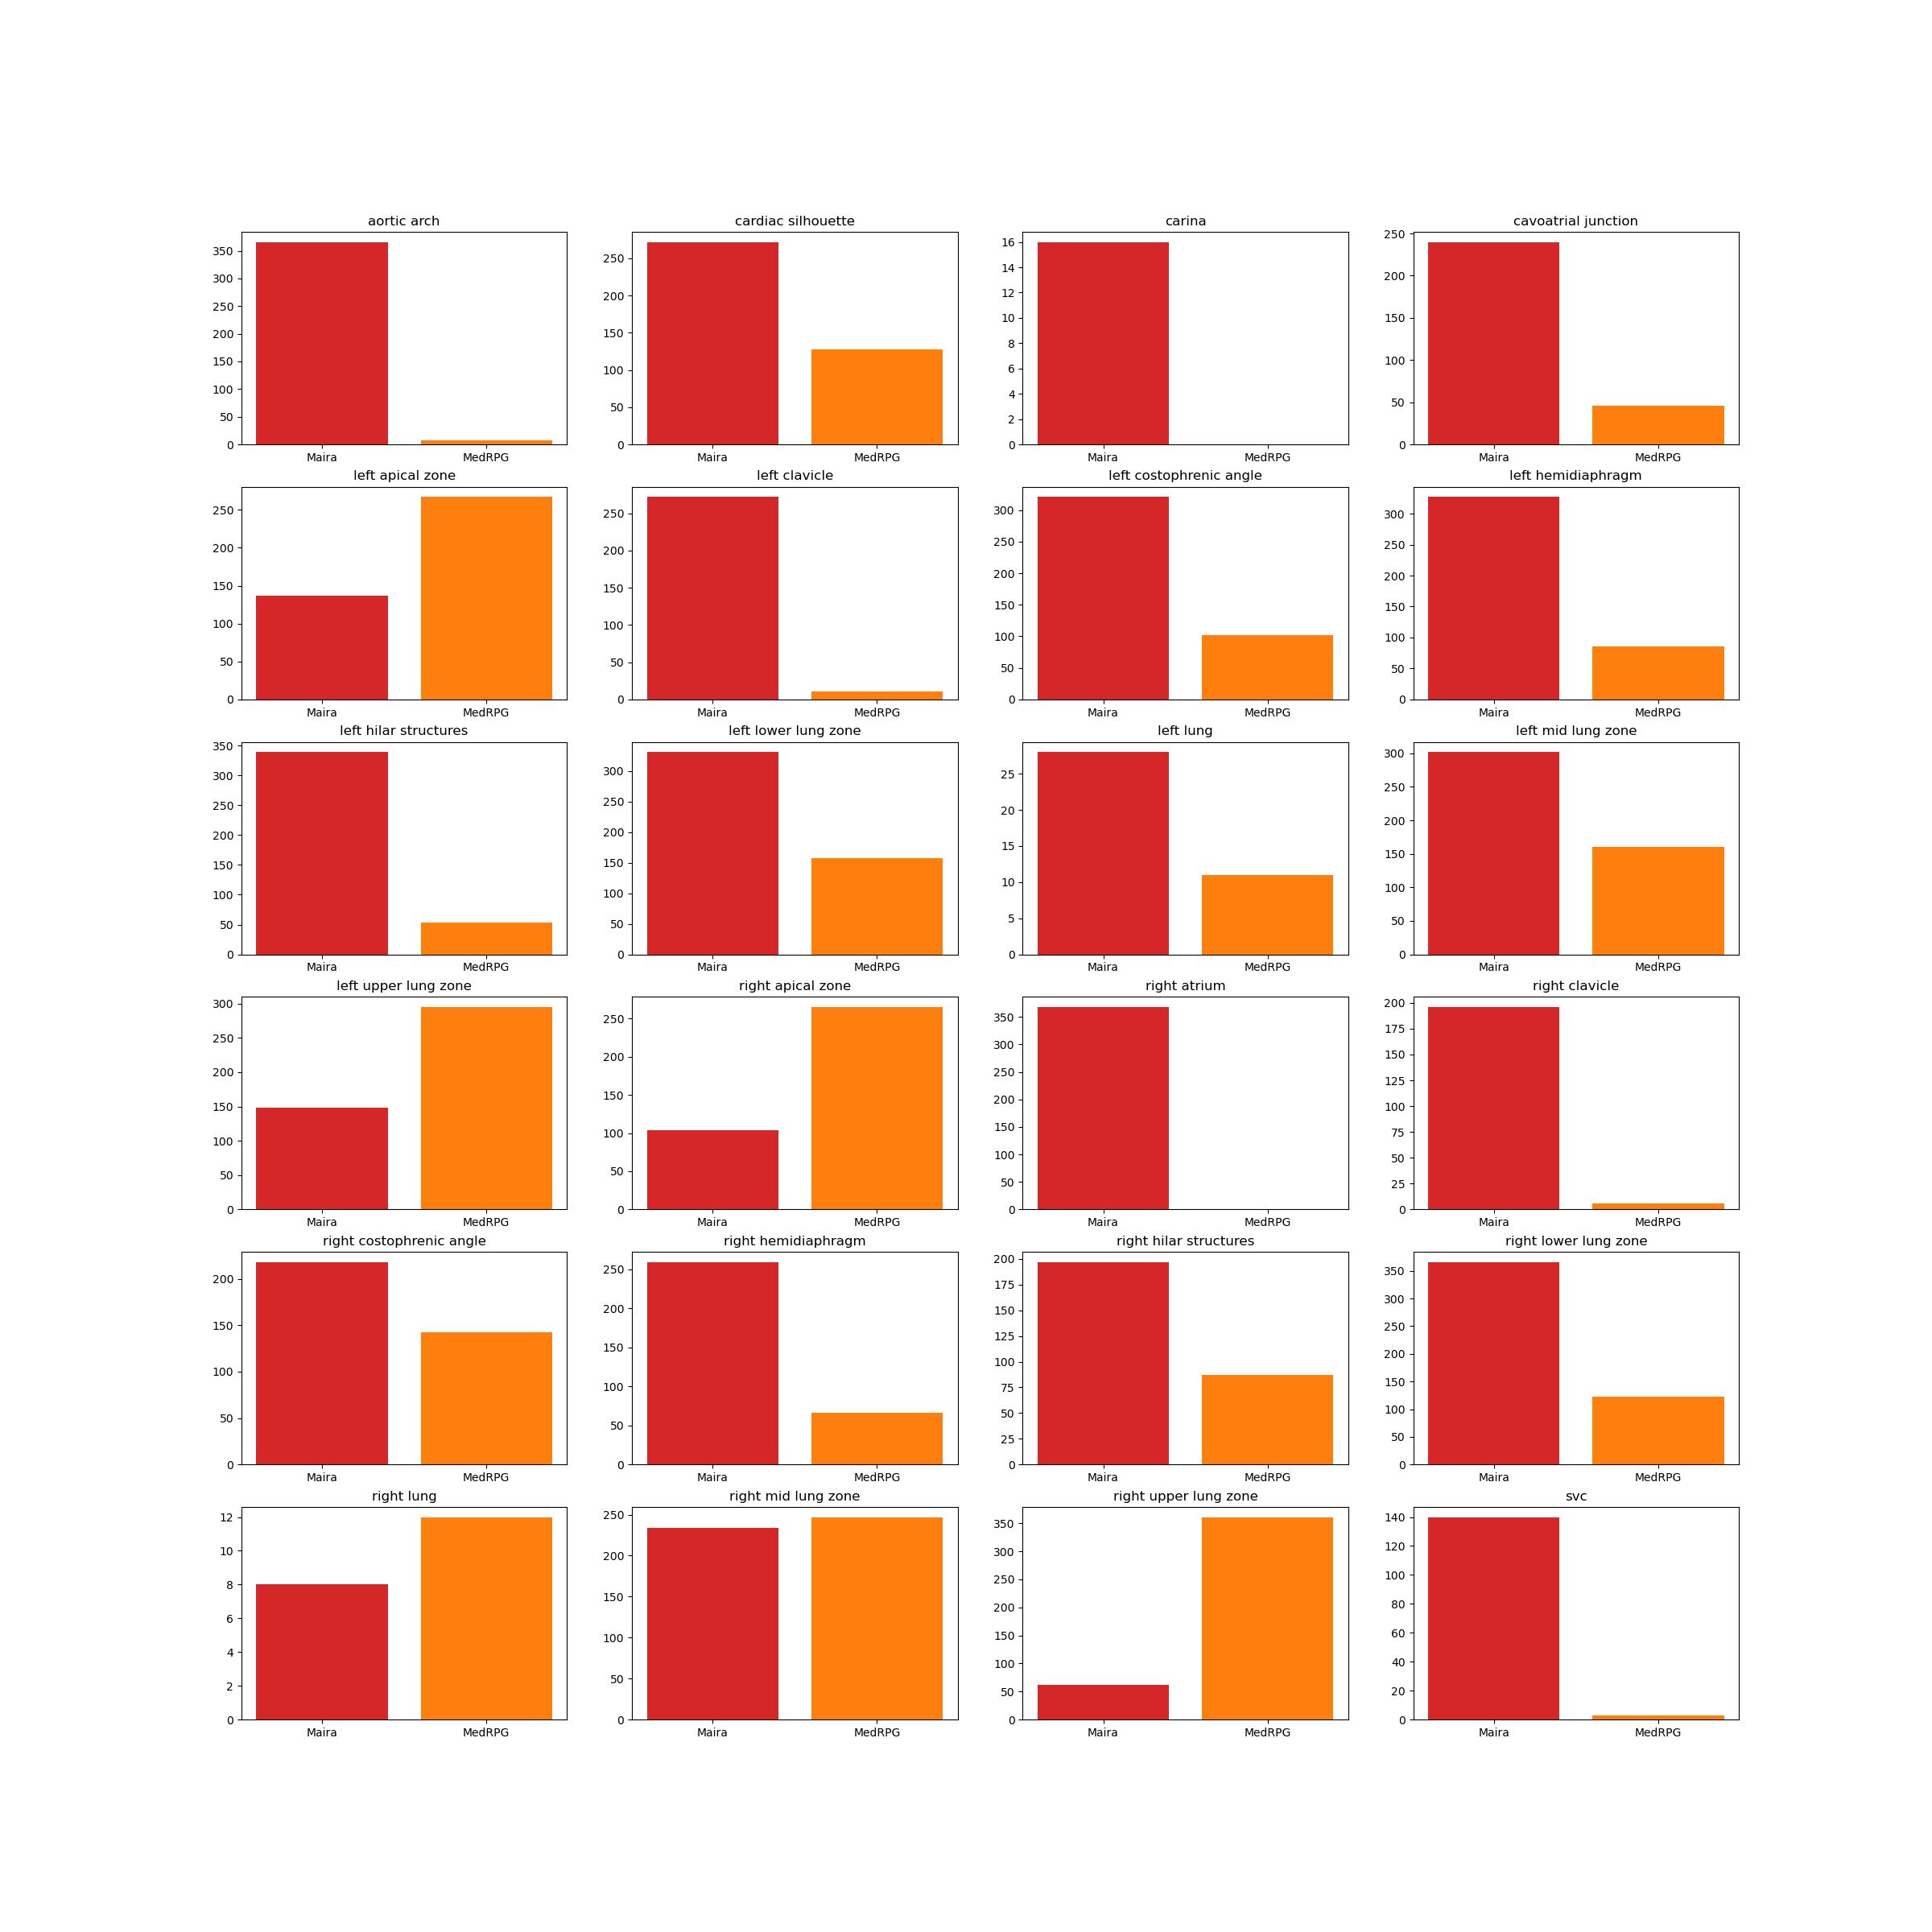 aortic arch cardiac silhouette carina cavoatrial junction
350 300 250 200 150 100 50 0 Maira MedRPG
250 200 150 100 50 0 Maira MedRPG
16 14 12 10 8 6 4 2 0 Maira MedRPG
250 200 150 100 50 0 Maira MedRPG
left apical zone left clavicle left costophrenic angle left hemidiaphragm
250 200 150 100 50 0 Maira MedRPG
250 200 150 100 50 0 Maira MedRPG
300 250 200 150 100 50 0 Maira MedRPG
300 250 200 150 100 50 0 Maira MedRPG
left hilar structures left lower lung zone left lung left mid lung zone
350 300 250 200 150 100 50 0 Maira MedRPG
300 250 200 150 100 50 0 Maira MedRPG
25 20 15 10 5 0 Maira MedRPG
300 250 200 150 100 50 0 Maira MedRPG
left upper lung zone right apical zone right atrium right clavicle
300 250 200 150 100 50 0 Maira MedRPG
250 200 150 100 50 0 Maira MedRPG
350 300 250 200 150 100 50 0 Maira MedRPG
200 175 150 125 100 75 50 25 0 Maira MedRPG
right costophrenic angle right hemidiaphragm right hilar structures right lower lung zone
200 150 100 50 0 Maira MedRPG
250 200 150 100 50 0 Maira MedRPG
200 175 150 125 100 75 50 25 0 Maira MedRPG
350 300 250 200 150 100 50 0 Maira MedRPG
right lung right mid lung zone right upper lung zone svc
12 10 8 6 4 2 0 Maira MedRPG
250 200 150 100 50 0 Maira MedRPG
350 300 250 200 150 100 50 0 Maira MedRPG
140 120 100 80 60 40 20 0 Maira MedRPG